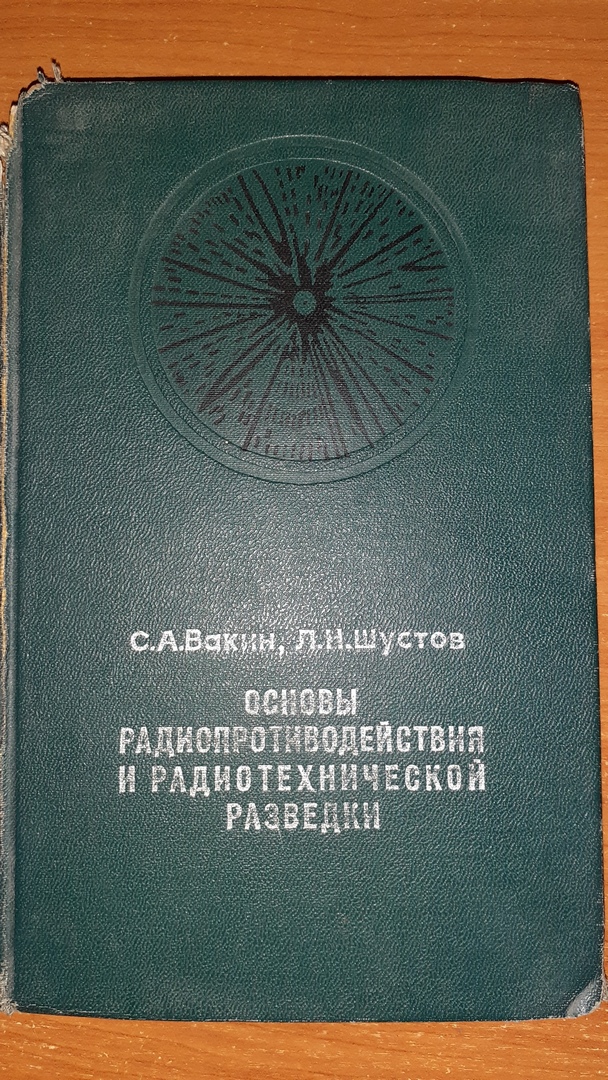 С.А.Вакин, Л.Н.Шустов
ОСНОВЫ
РАДИОПРОТИВОДЕЙСТВИЯ
И РАДИОТЕХНИЧЕСКОЙ
РАЗВЕДКИ